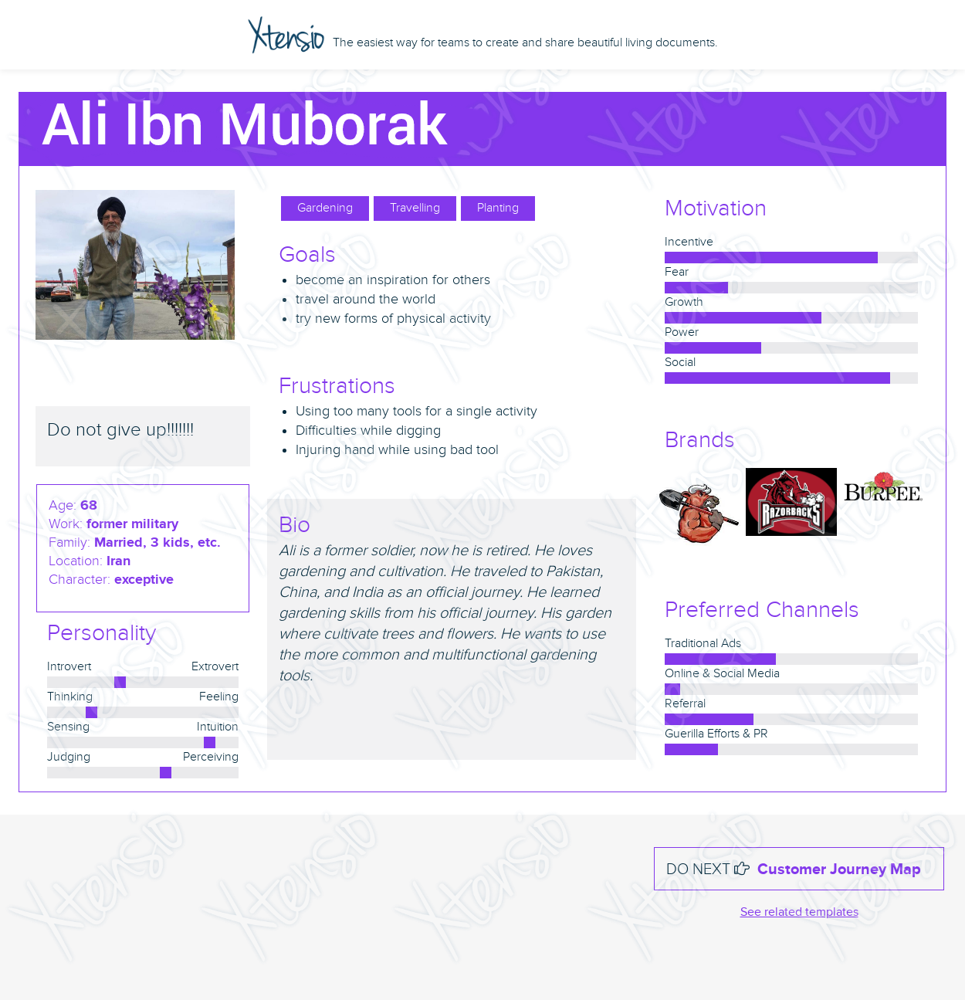 Xtensio The easiest way for teams to create and share beautiful living documents.
Ali Ibn Muborak
Gardening Travelling Planting
Goals
• become an inspiration for others
• travel around the world
• try new forms of physical activity
Frustrations
• Using too many tools for a single activity
• Difficulties while digging
• Injuring hand while using bad tool
Do not give up!!!!!!!
Age: 68
Work: former military
Family: Married, 3 kids, etc.
Location: Iran
Character: exceptive
Personality
Introvert Extrovert
Thinking Feeling
Sensing Intuition
Judging Perceiving
Bio
Ali is a former soldier, now he is retired. He loves
gardening and cultivation. He traveled to Pakistan,
China, and India as an official journey. He learned
gardening skills from his official journey. His garden
where cultivate trees and flowers. He wants to use
the more common and multifunctional gardening
tools.
Motivation
Incentive
Fear
Growth
Power
Social
Brands
RAZORBACKS
BURPEE
Preferred Channels
Traditional Ads
Online & Social Media
Referral
Guerilla Efforts & PR
DO NEXT Customer Journey Map
See related templates